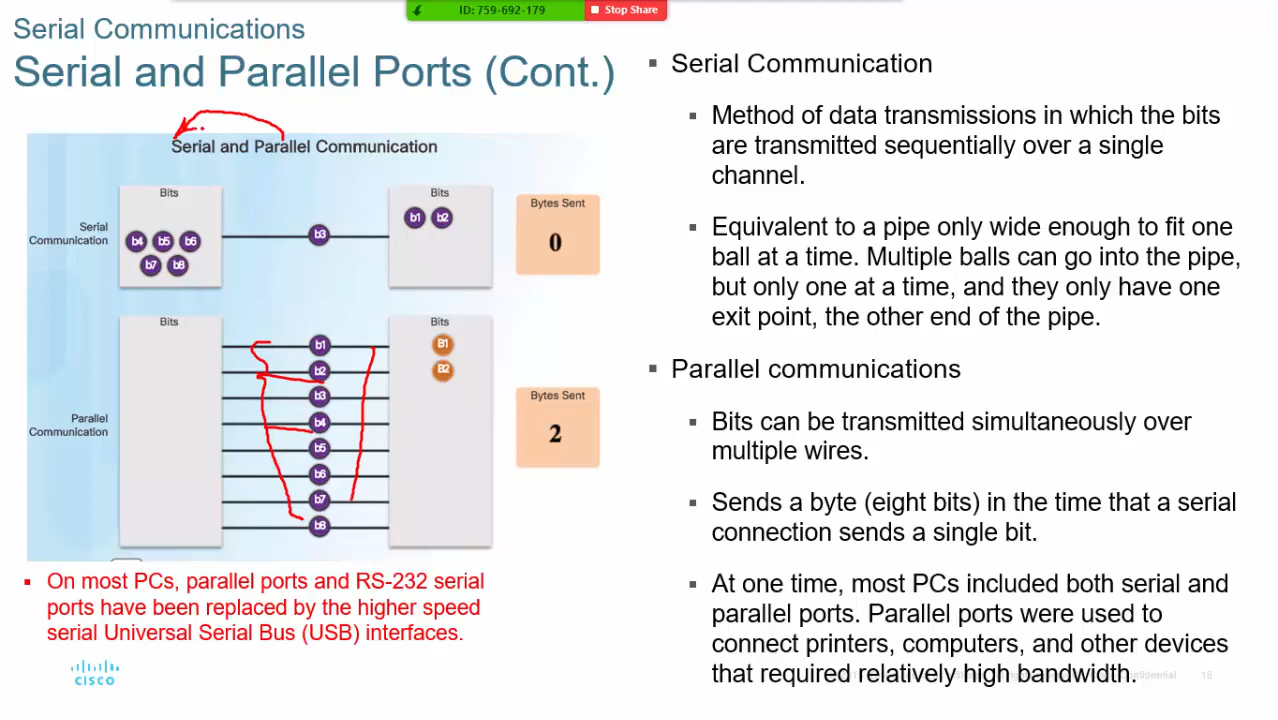 ID: 759-692-179
Stop Share
Serial Communications
Serial and Parallel Ports (Cont.)
Serial and Parallel Communication
Bits
Bits
Serial
Communication
b4 b5 b6
b7 b8
b3
b1 b2
Bytes Sent
0
Bits
Bits
Parallel
Communication
b1
b2
b3
b4
b5
b6
b7
b8
B1
B2
Bytes Sent
2
▪ On most PCs, parallel ports and RS-232 serial
ports have been replaced by the higher speed
serial Universal Serial Bus (USB) interfaces.
CISCO
▪ Serial Communication
▪ Method of data transmissions in which the bits
are transmitted sequentially over a single
channel.
▪ Equivalent to a pipe only wide enough to fit one
ball at a time. Multiple balls can go into the pipe,
but only one at a time, and they only have one
exit point, the other end of the pipe.
▪ Parallel communications
▪ Bits can be transmitted simultaneously over
multiple wires.
▪ Sends a byte (eight bits) in the time that a serial
connection sends a single bit.
▪ At one time, most PCs included both serial and
parallel ports. Parallel ports were used to
connect printers, computers, and other devices
that required relatively high bandwidth.
16